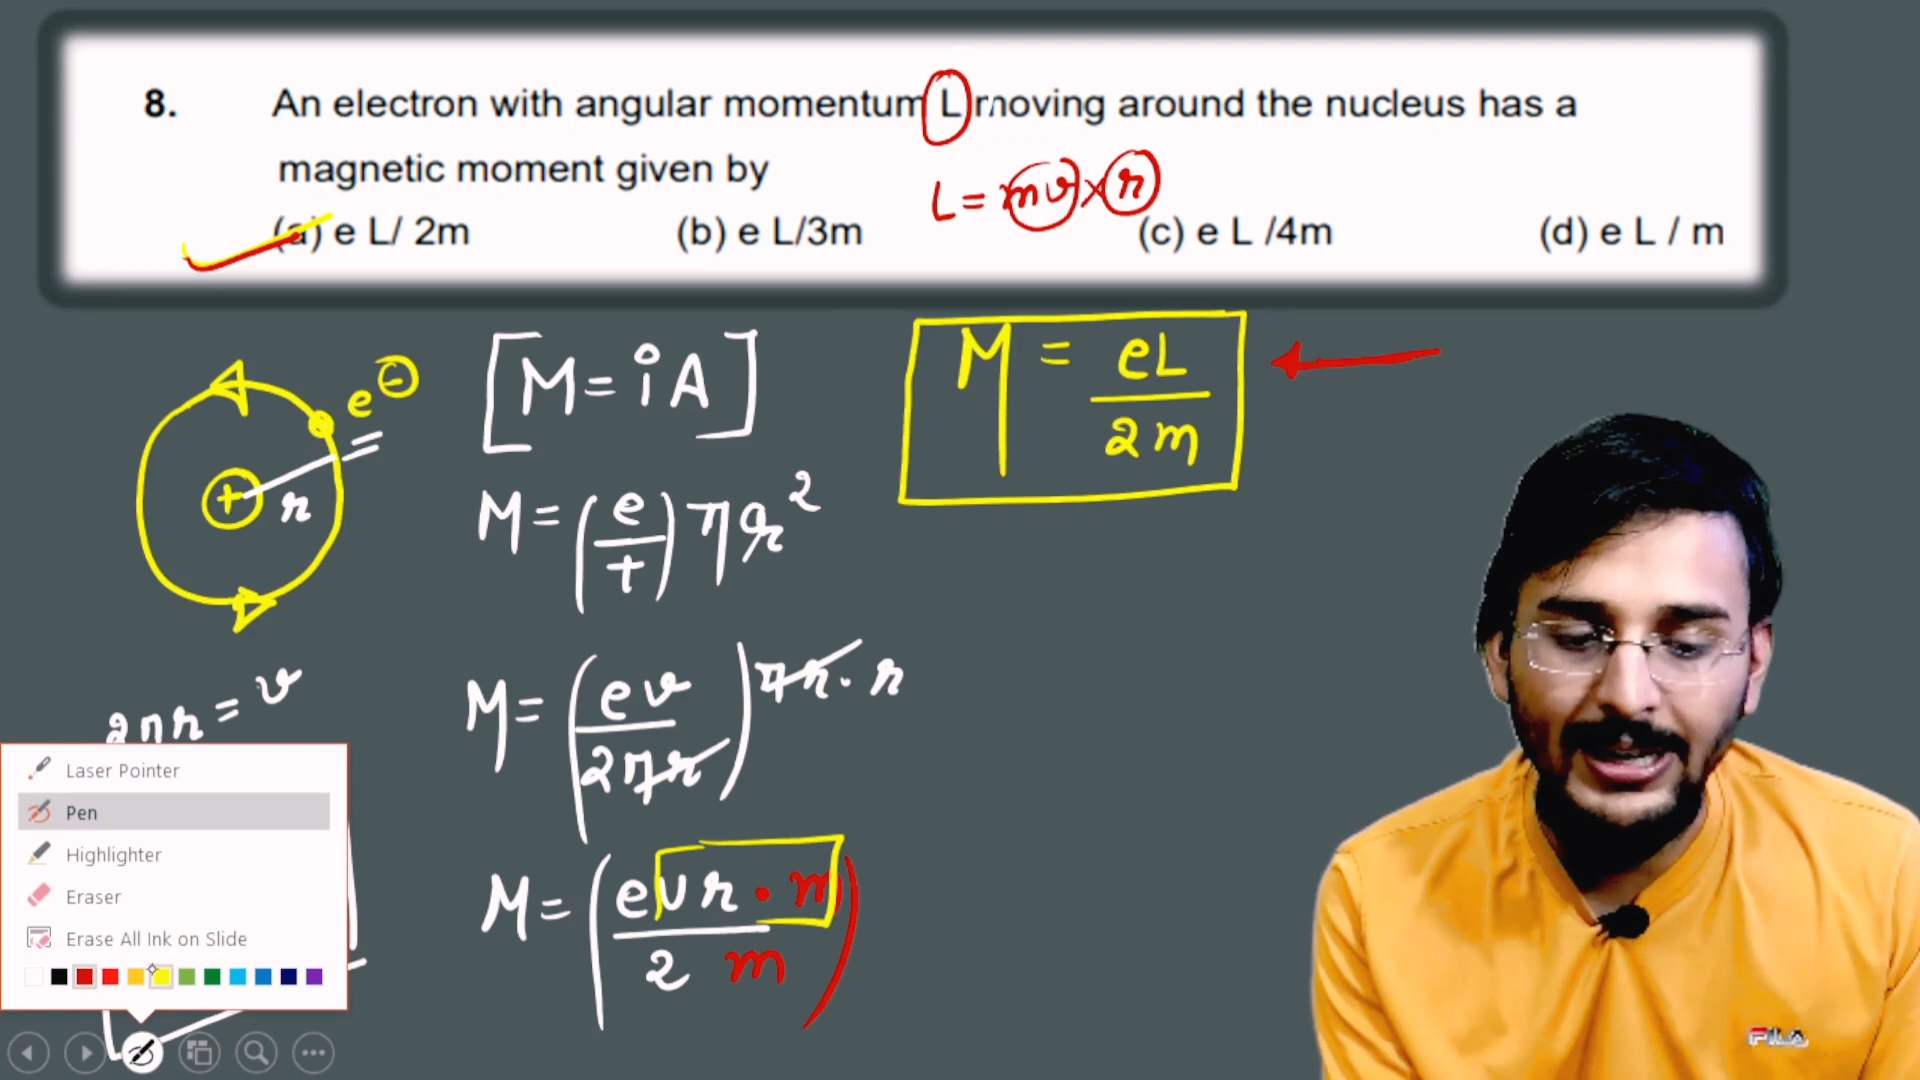 8. An electron with angular momentum L moving around the nucleus has a
magnetic moment given by
L = mv × r
(a) e L/ 2m (b) e L/3m (c) e L /4m (d) e L / m
e⊖
+
r
[M = iA]
M = eL/2m
M = (e/t) πr²
2πr = v
M = (ev/2πr) πr · r
M = (evr · m/2m)
Laser Pointer
Pen
Highlighter
Eraser
Erase All Ink on Slide
FILA